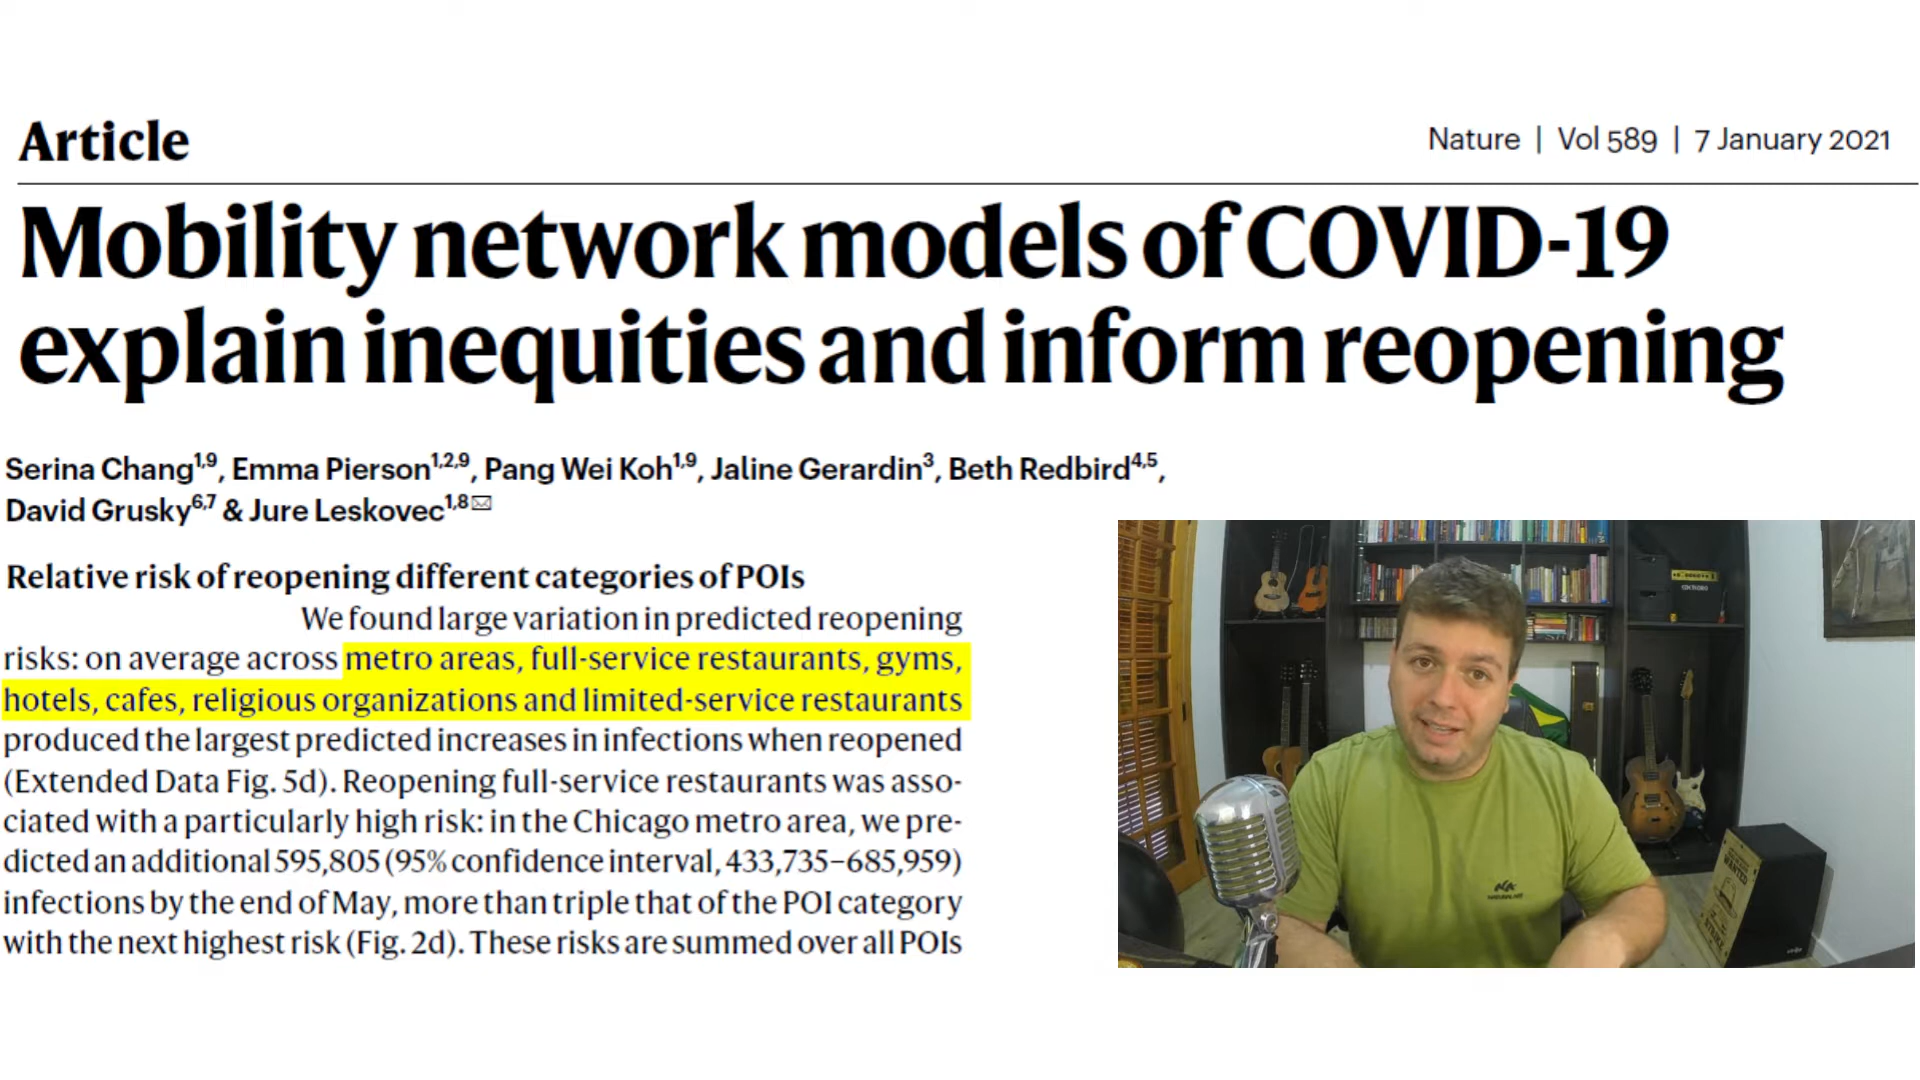 Article
Nature | Vol 589 | 7 January 2021
Mobility network models of COVID-19
explain inequities and inform reopening
Serina Chang1,9, Emma Pierson1,2,9, Pang Wei Koh1,9, Jaline Gerardin3, Beth Redbird4,5,
David Grusky6,7 & Jure Leskovec1,8✉
Relative risk of reopening different categories of POIs
We found large variation in predicted reopening
risks: on average across metro areas, full-service restaurants, gyms,
hotels, cafes, religious organizations and limited-service restaurants
produced the largest predicted increases in infections when reopened
(Extended Data Fig. 5d). Reopening full-service restaurants was asso-
ciated with a particularly high risk: in the Chicago metro area, we pre-
dicted an additional 595,805 (95% confidence interval, 433,735–685,959)
infections by the end of May, more than triple that of the POI category
with the next highest risk (Fig. 2d). These risks are summed over all POIs
WANTED